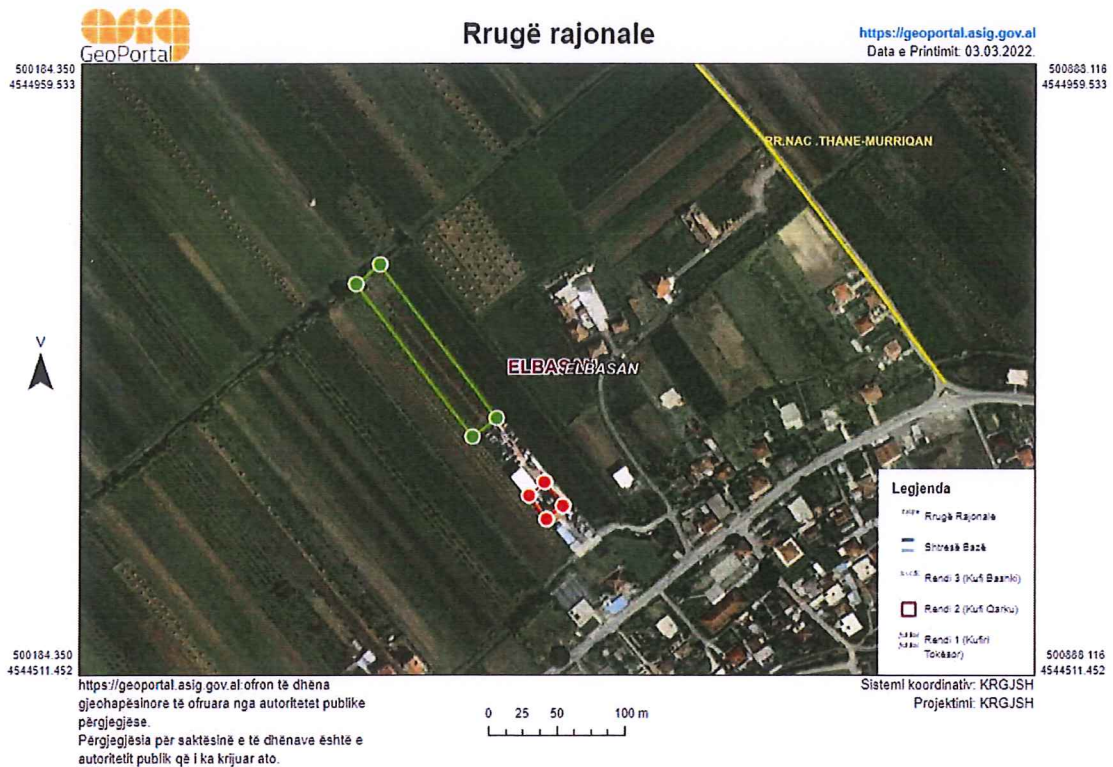 asig
GeoPortal
Rrugë rajonale
https://geoportal.asig.gov.al
Data e Printimit: 03.03.2022.
500184.350
4544959.533
500888.116
4544959.533
RR.NAC .THANE-MURRIQAN
ELBASAN
ELBASAN
V
Legjenda
Rrugë Rajonale
Shtresë Bazë
Rendi 3 (Kufi Bashki)
Rendi 2 (Kufi Qarku)
Rendi 1 (Kufiri
Tokësor)
500184.350
4544511.452
500888.116
4544511.452
https://geoportal.asig.gov.al ofron të dhëna
gjeohapësinore të ofruara nga autoritetet publike
përgjegjëse.
Përgjegjësia për saktësinë e të dhënave është e
autoritetit publik që i ka krijuar ato.
0 25 50 100 m
Sistemi koordinativ: KRGJSH
Projektimi: KRGJSH